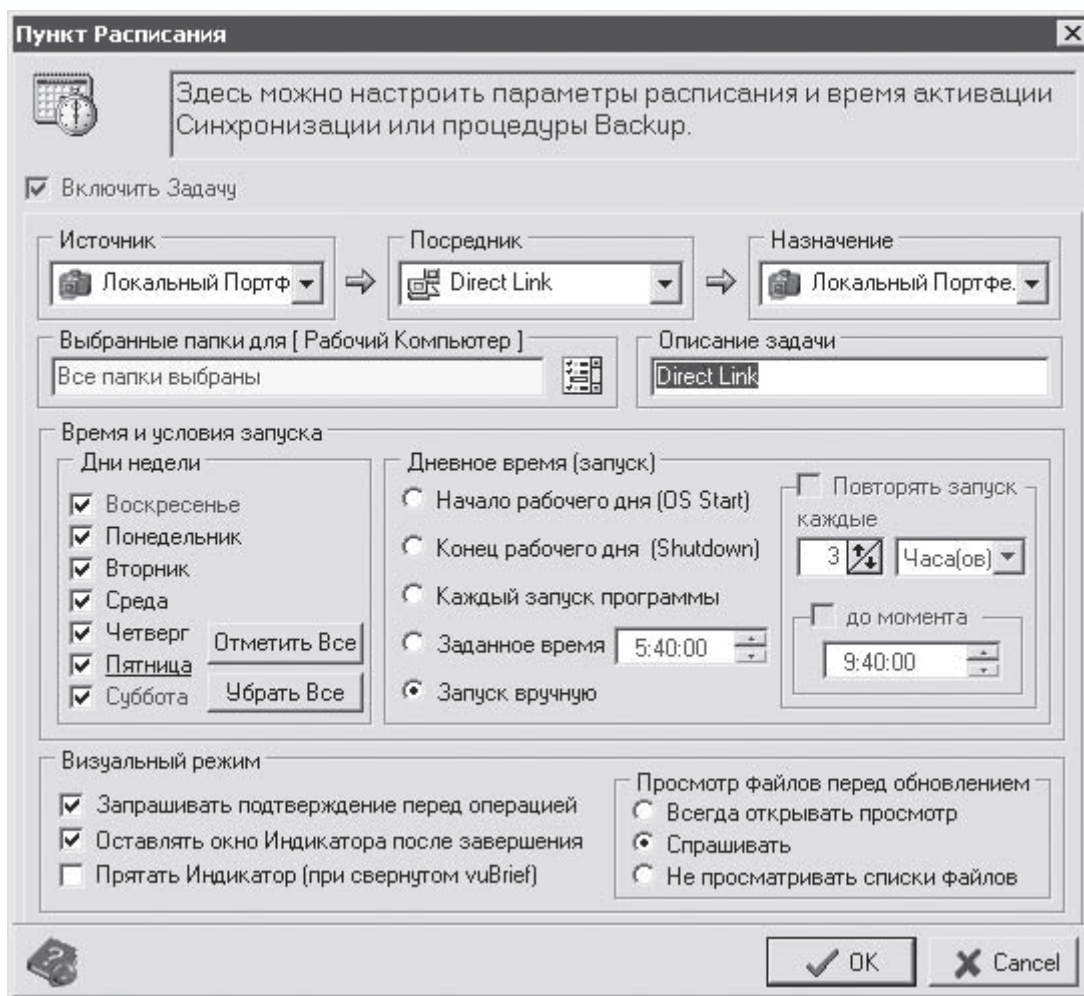 Пункт Расписания
Здесь можно настроить параметры расписания и время активации
Синхронизации или процедуры Backup.
Включить Задачу
Источник
Локальный Портф
Посредник
Direct Link
Назначение
Локальный Портфе.
Выбранные папки для [ Рабочий Компьютер ]
Все папки выбраны
Описание задачи
Direct Link
Время и условия запуска
Дни недели
Воскресенье
Понедельник
Вторник
Среда
Четверг
Пятница
Суббота
Отметить Все
Убрать Все
Дневное время (запуск)
Начало рабочего дня (OS Start)
Конец рабочего дня (Shutdown)
Каждый запуск программы
Заданное время 5:40:00
Запуск вручную
Повторять запуск
каждые
3 Часа(ов)
до момента
9:40:00
Визуальный режим
Запрашивать подтверждение перед операцией
Оставлять окно Индикатора после завершения
Прятать Индикатор (при свернутом vuBrief)
Просмотр файлов перед обновлением
Всегда открывать просмотр
Спрашивать
Не просматривать списки файлов
OK
Cancel